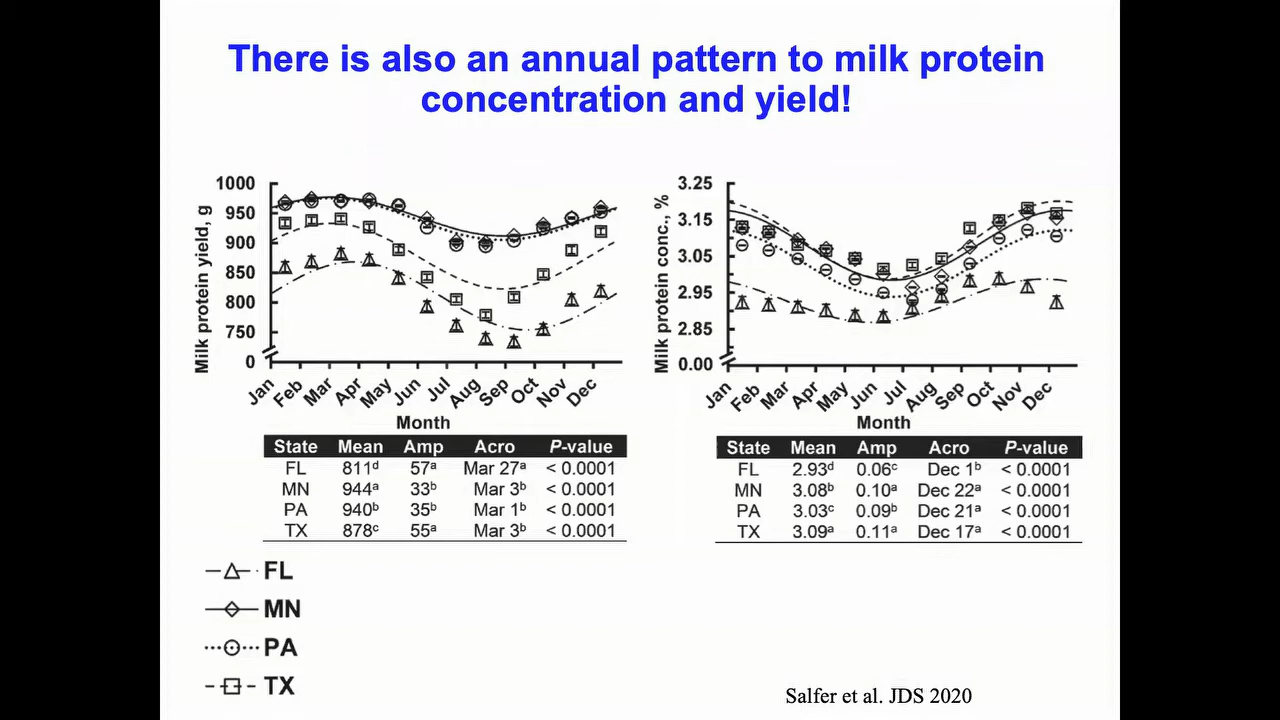 There is also an annual pattern to milk protein
concentration and yield!
Milk protein yield, g
1000
950
900
850
800
750
0
Jan Feb Mar Apr May Jun Jul Aug Sep Oct Nov Dec
Month
State Mean Amp Acro P-value
FL 811ᵈ 57ᵃ Mar 27ᵃ < 0.0001
MN 944ᵃ 33ᵇ Mar 3ᵇ < 0.0001
PA 940ᵇ 35ᵇ Mar 1ᵇ < 0.0001
TX 878ᶜ 55ᵃ Mar 3ᵇ < 0.0001
Milk protein conc., %
3.25
3.15
3.05
2.95
2.85
0.00
Jan Feb Mar Apr May Jun Jul Aug Sep Oct Nov Dec
Month
State Mean Amp Acro P-value
FL 2.93ᵈ 0.06ᶜ Dec 1ᵇ < 0.0001
MN 3.08ᵇ 0.10ᵃ Dec 22ᵃ < 0.0001
PA 3.03ᶜ 0.09ᵇ Dec 21ᵃ < 0.0001
TX 3.09ᵃ 0.11ᵃ Dec 17ᵃ < 0.0001
FL
MN
PA
TX
Salfer et al. JDS 2020